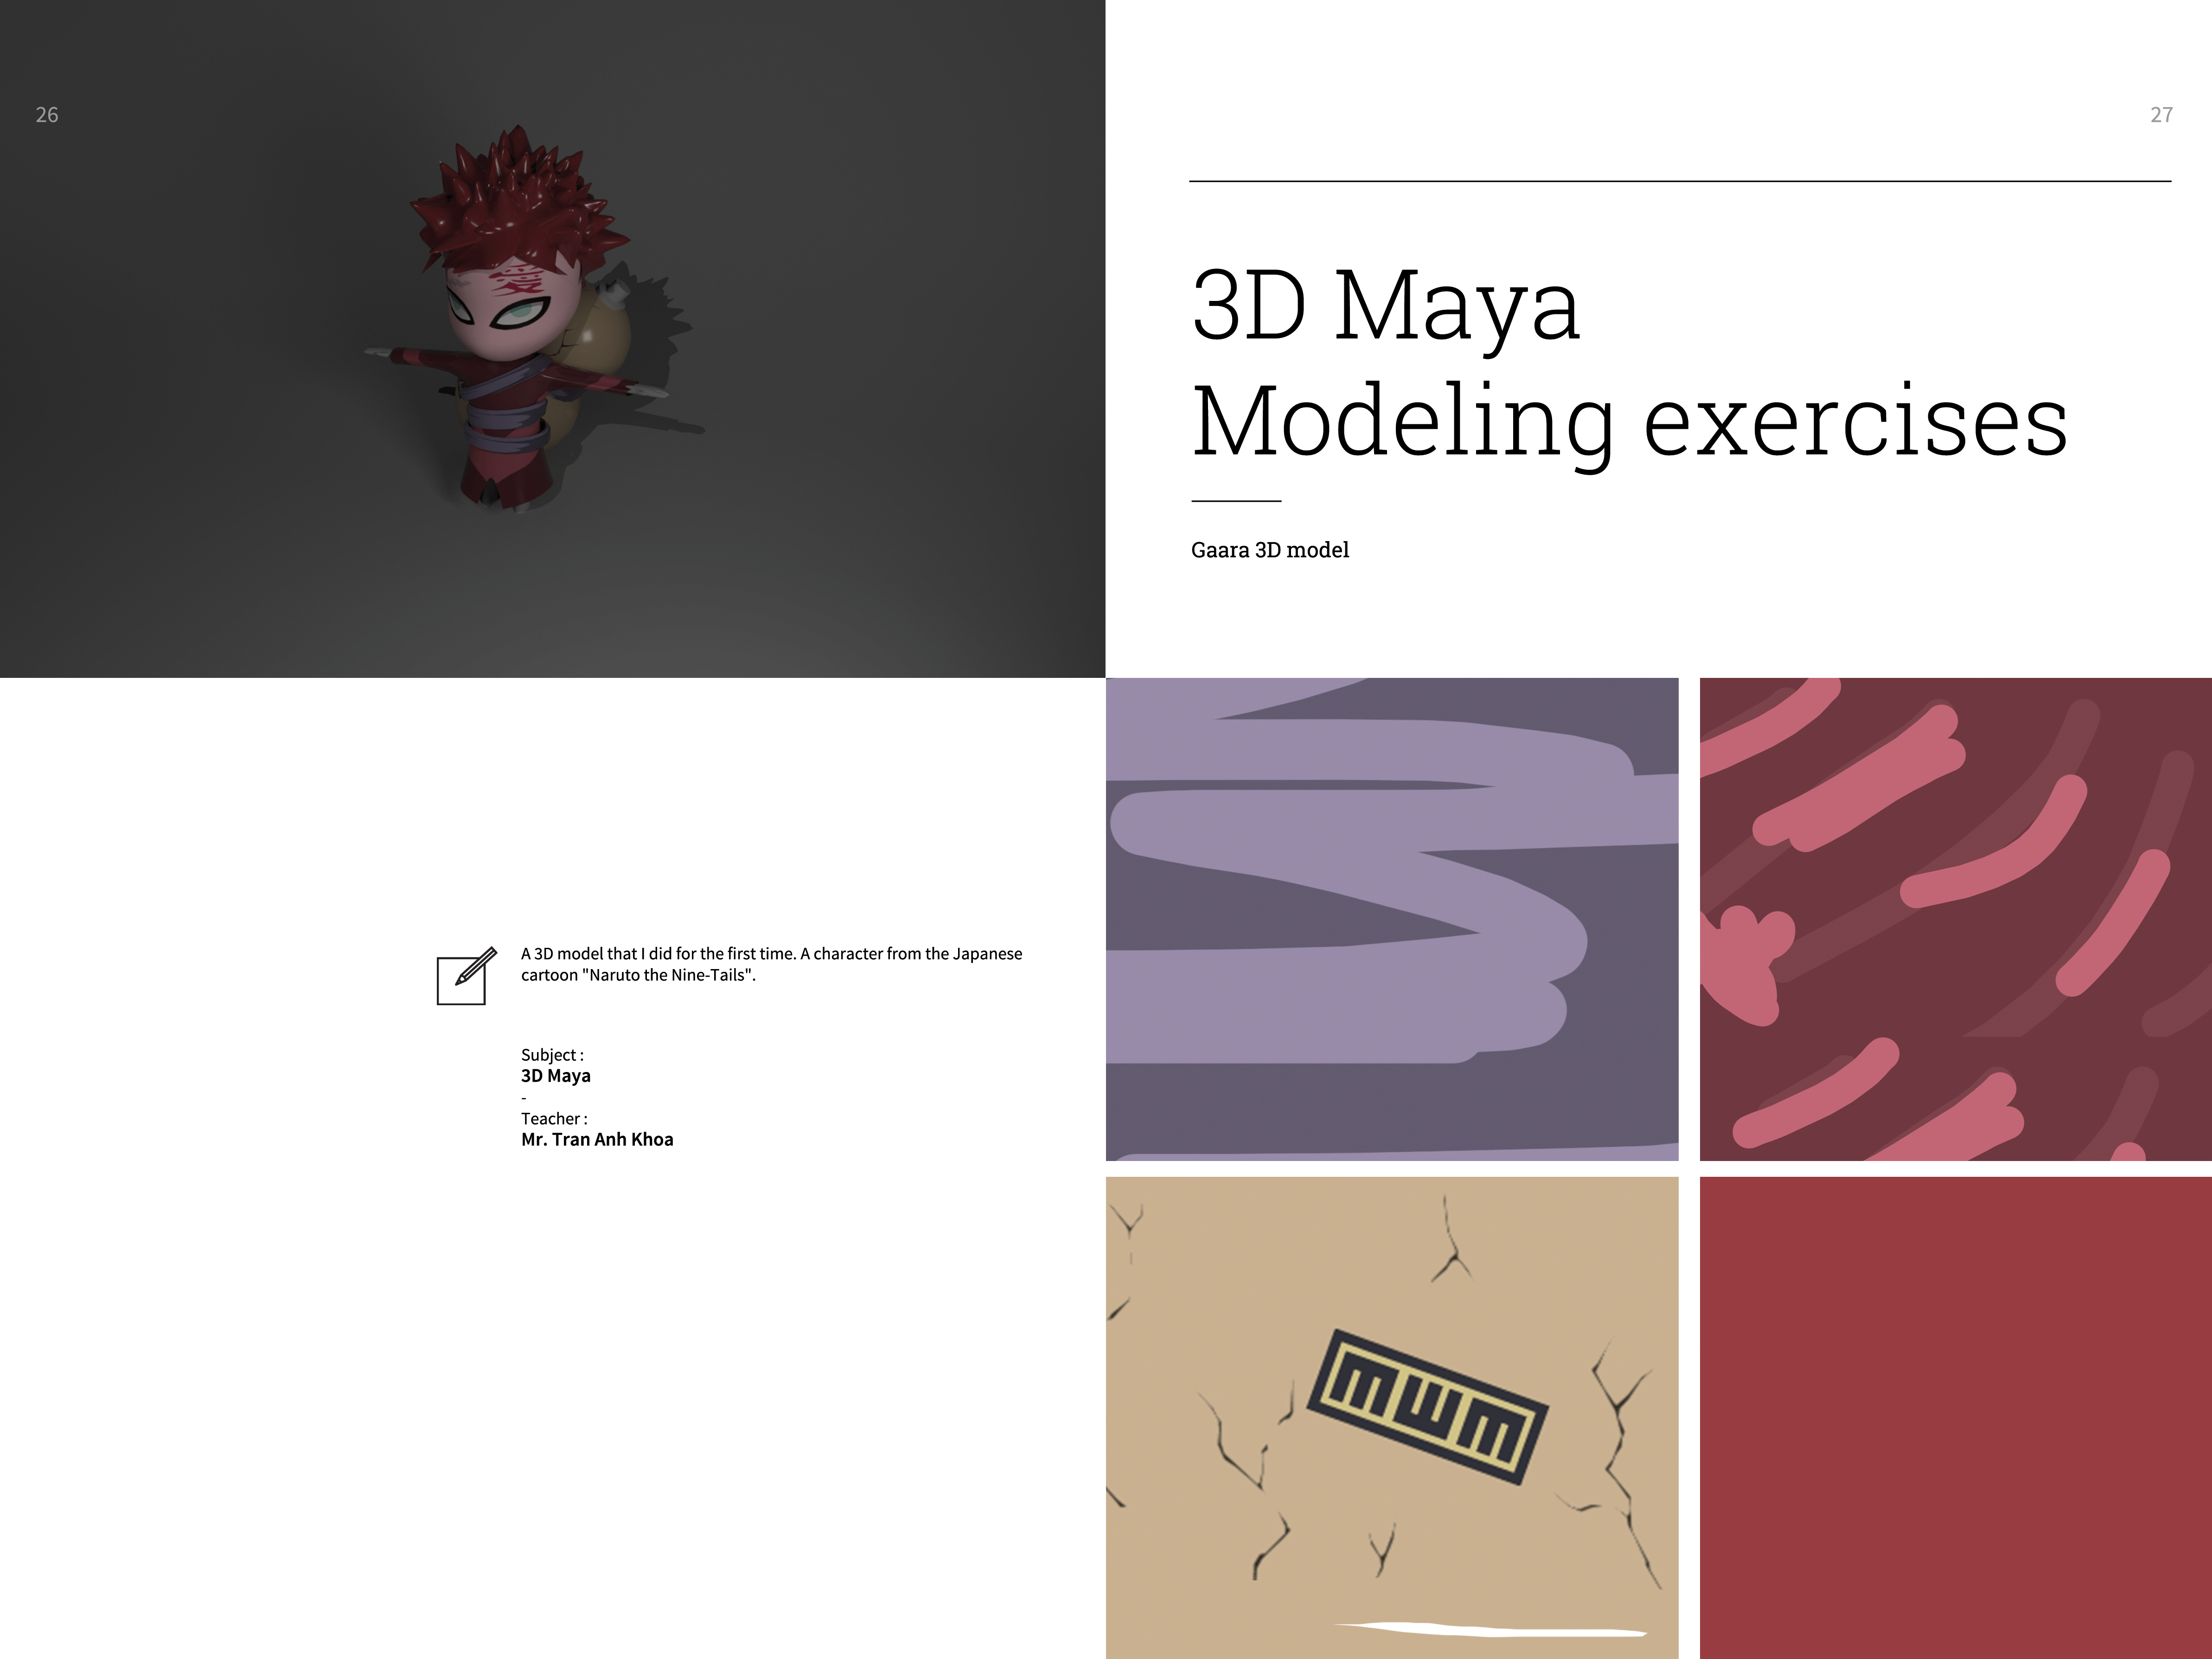 26
27
3D Maya
Modeling exercises
Gaara 3D model
A 3D model that I did for the first time. A character from the Japanese
cartoon "Naruto the Nine-Tails".
Subject :
3D Maya
-
Teacher :
Mr. Tran Anh Khoa